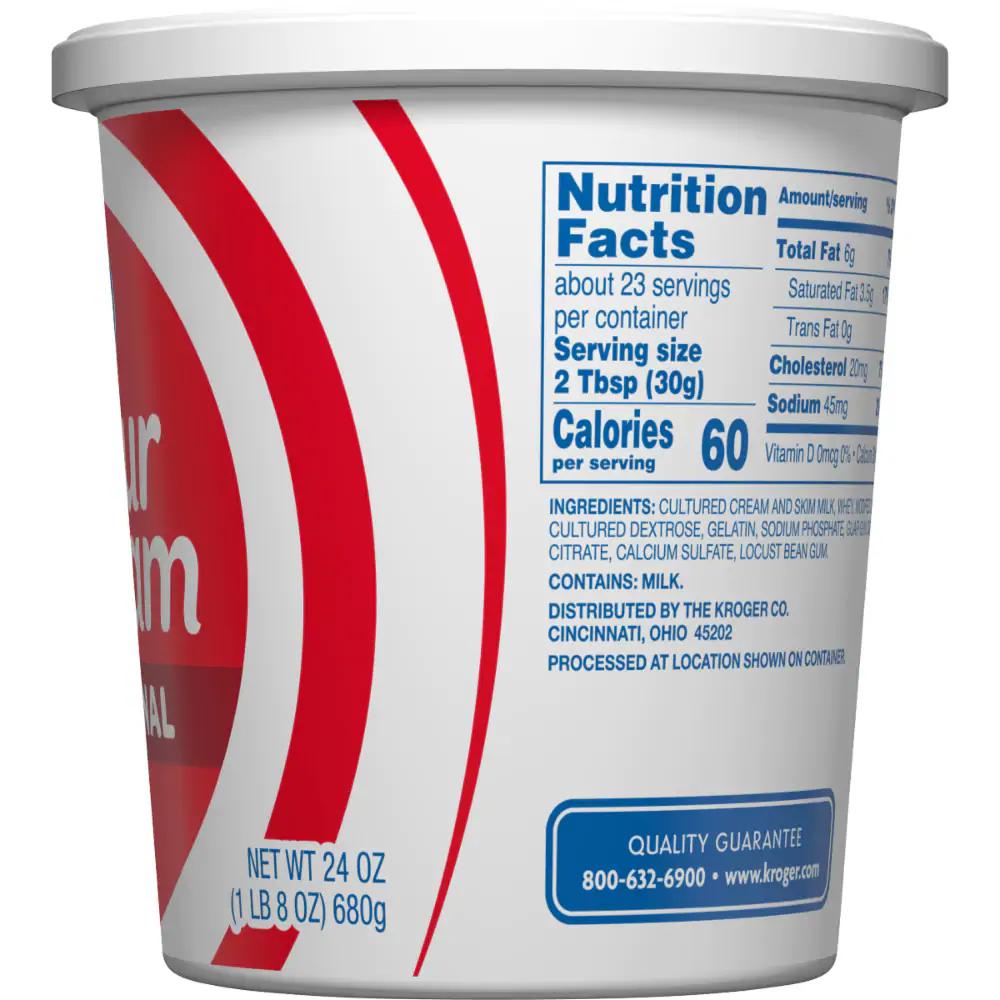 ur
am
NAL
NET WT 24 OZ
(1 LB 8 OZ) 680g
Nutrition
Facts
about 23 servings
per container
Serving size
2 Tbsp (30g)
Calories
per serving
60
Amount/serving
Total Fat 6g
Saturated Fat 3.5g
Trans Fat 0g
Cholesterol 20mg
Sodium 45mg
Vitamin D 0mcg 0% •
INGREDIENTS: CULTURED CREAM AND SKIM MILK, WHEY,
CULTURED DEXTROSE, GELATIN, SODIUM PHOSPHATE, GUAR
CITRATE, CALCIUM SULFATE, LOCUST BEAN GUM.
CONTAINS: MILK.
DISTRIBUTED BY THE KROGER CO.
CINCINNATI, OHIO 45202
PROCESSED AT LOCATION SHOWN ON CONTAINER.
QUALITY GUARANTEE
800-632-6900 • www.kroger.com